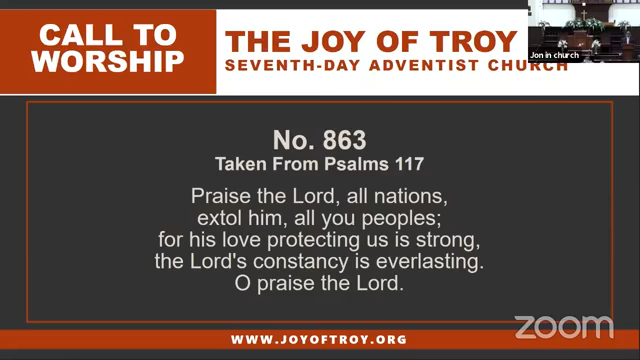 CALL TO
WORSHIP
THE JOY OF TROY
SEVENTH-DAY ADVENTIST CHURCH
Jon in church
No. 863
Taken From Psalms 117
Praise the Lord, all nations,
extol him, all you peoples;
for his love protecting us is strong,
the Lord's constancy is everlasting.
O praise the Lord.
zoom
WWW.JOYOFTROY.ORG